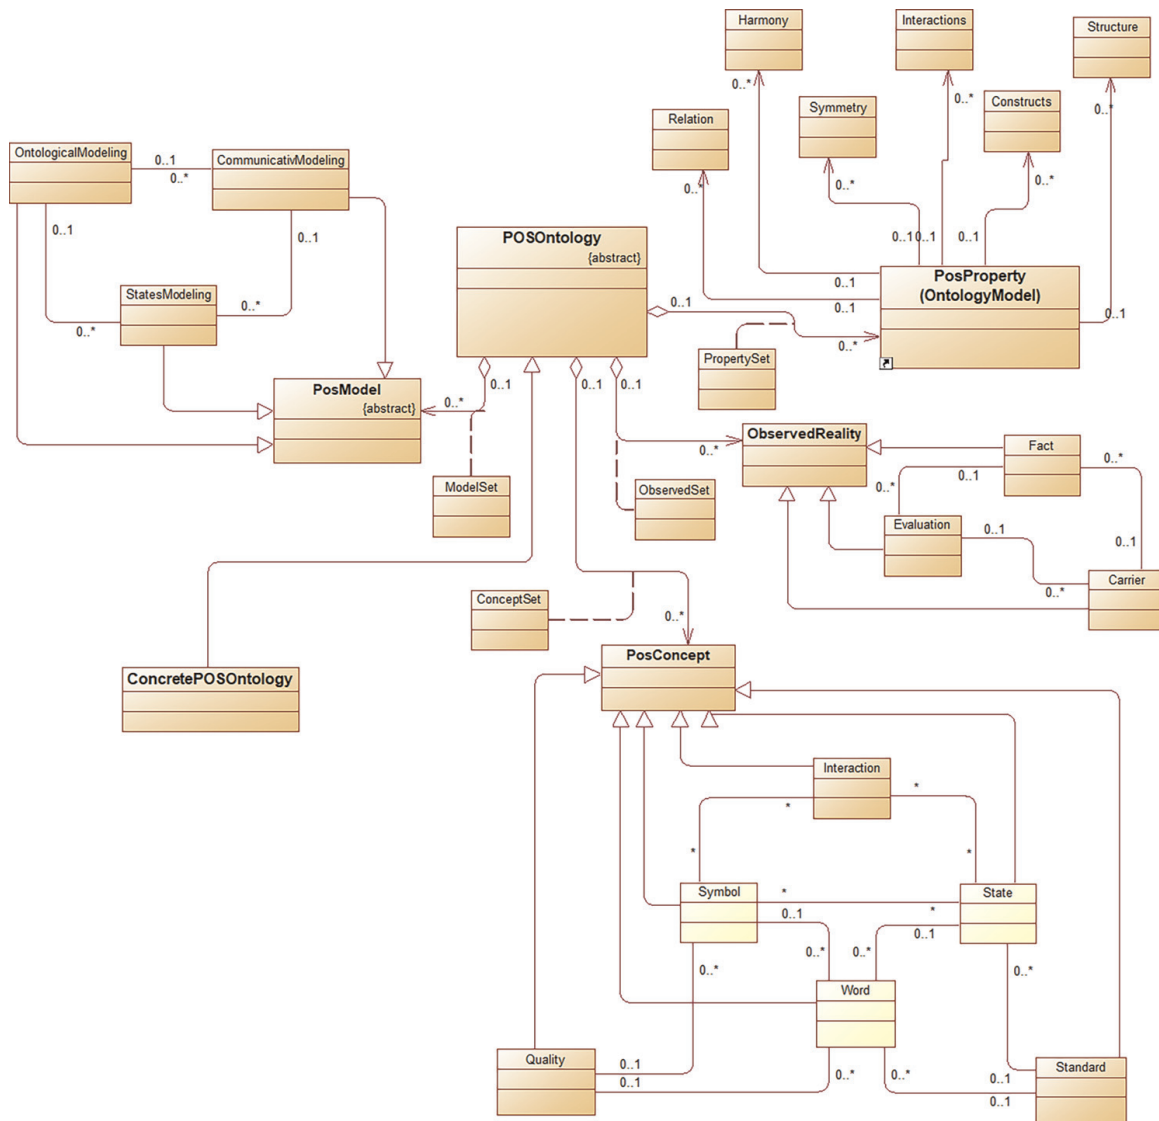 Harmony
Interactions
Structure
0..*
0..*
0..*
Symmetry
Constructs
Relation
0..*
0..*
0..*
OntologicalModeling
CommunicativModeling
0..1
0..*
0..1
0..1
0..1
0..1
0..1
POSOntology
{abstract}
PosProperty
(OntologyModel)
0..1
0..1
0..1
StatesModeling
0..*
0..*
0..1
0..*
PropertySet
PosModel
{abstract}
0..*
0..1
0..1
0..1
ObservedReality
0..*
Fact
0..*
0..*
0..1
ModelSet
ObservedSet
Evaluation
0..1
0..1
0..*
Carrier
ConceptSet
0..*
PosConcept
ConcretePOSOntology
Interaction
*
*
*
*
Symbol
State
*
*
0..1
0..1
0..*
0..*
0..*
0..*
Word
Quality
0..1
0..1
0..*
0..*
0..1
0..1
Standard